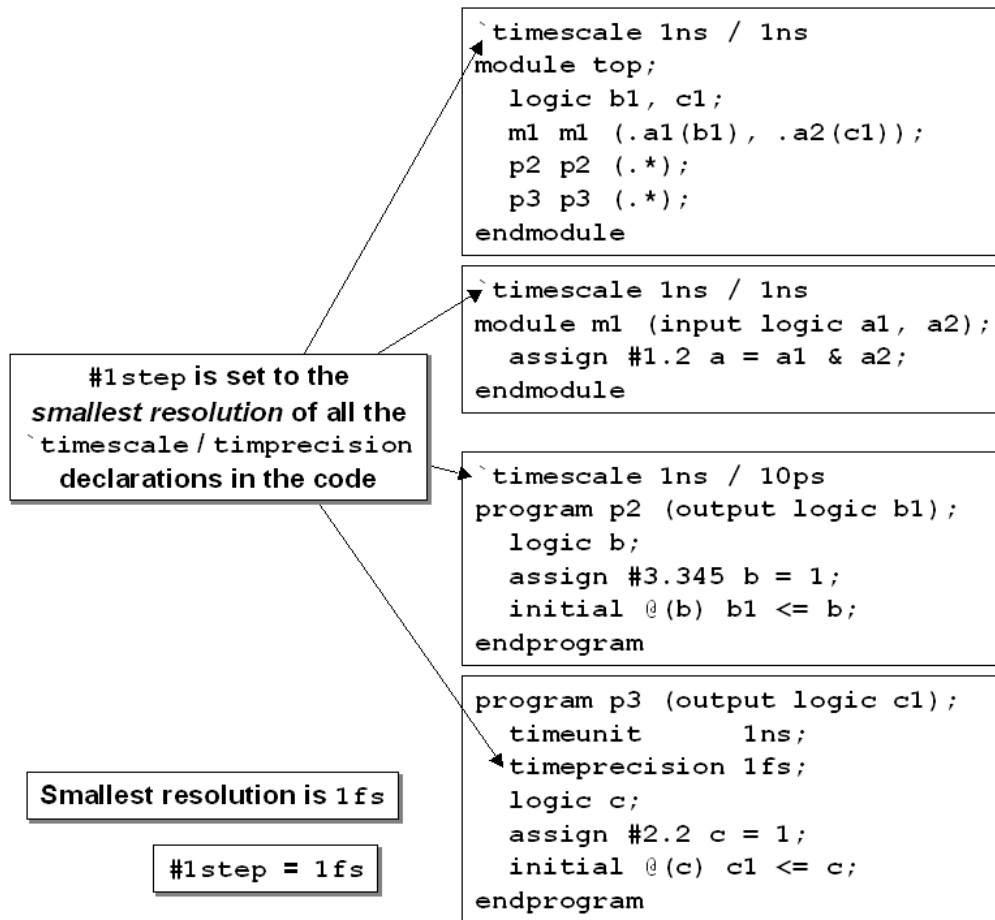 `timescale 1ns / 1ns
module top;
  logic b1, c1;
  m1 m1 (.a1(b1), .a2(c1));
  p2 p2 (.*);
  p3 p3 (.*);
endmodule
`timescale 1ns / 1ns
module m1 (input logic a1, a2);
  assign #1.2 a = a1 & a2;
endmodule
#1step is set to the
smallest resolution of all the
`timescale / timprecision
declarations in the code
`timescale 1ns / 10ps
program p2 (output logic b1);
  logic b;
  assign #3.345 b = 1;
  initial @(b) b1 <= b;
endprogram
program p3 (output logic c1);
  timeunit      1ns;
  timeprecision 1fs;
  logic c;
  assign #2.2 c = 1;
  initial @(c) c1 <= c;
endprogram
Smallest resolution is 1fs
#1step = 1fs